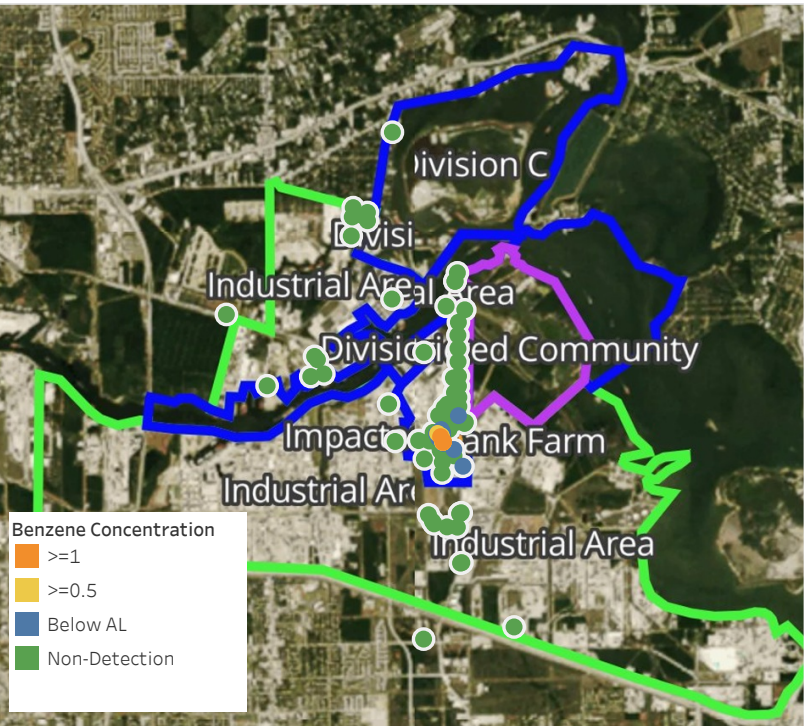 Division C
Divisi
Industrial Area
al Area
Division
ed Community
Impact
Tank Farm
Industrial Are
Industrial Area
Benzene Concentration
>=1
>=0.5
Below AL
Non-Detection